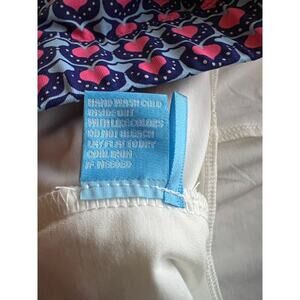 HAND WASH COLD
INSIDE OUT
WITH LIKE COLORS
DO NOT BLEACH
LAY FLAT TO DRY
COOL IRON
IF NEEDED